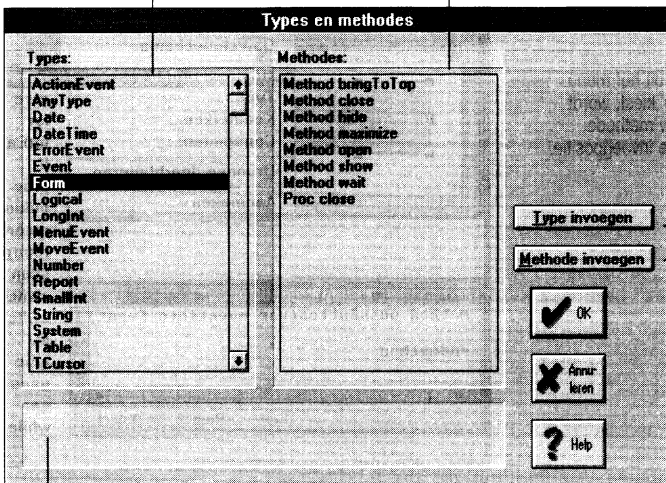 Types en methodes
Types:
ActionEvent
AnyType
Date
DateTime
ErrorEvent
Event
Form
Logical
LongInt
MenuEvent
MoveEvent
Number
Report
SmallInt
String
System
Table
TCursor
Methodes:
Method bringToTop
Method close
Method hide
Method maximize
Method open
Method show
Method wait
Proc close
Type invoegen
Methode invoegen
OK
Annu-
leren
Help